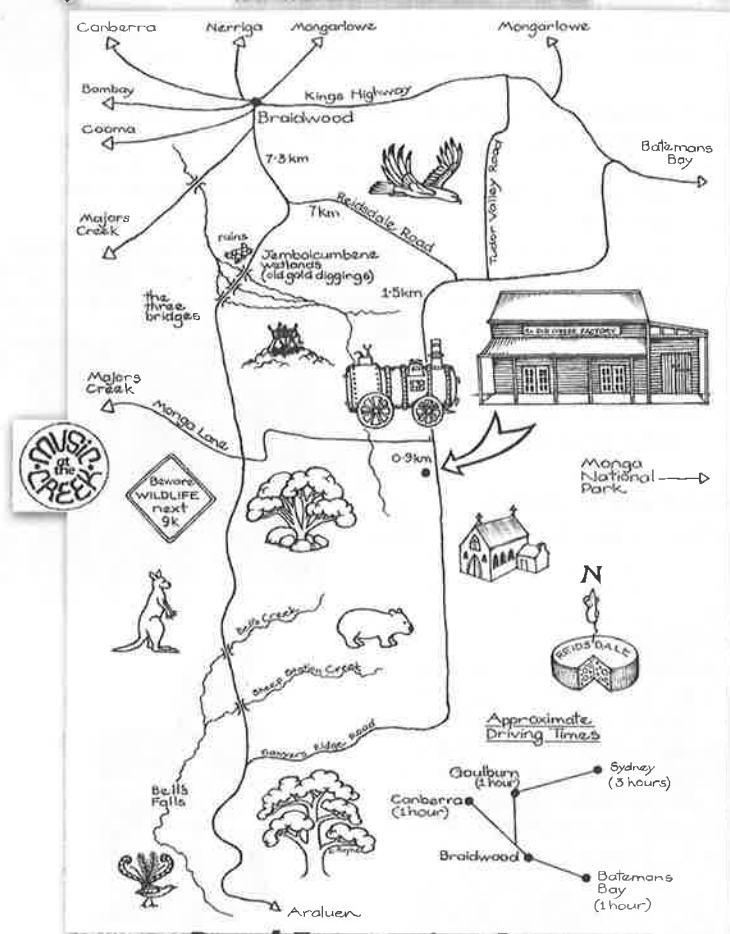 Canberra
Nerriga
Mongarlowe
Mongarlowe
Bombay
Kings Highway
Braidwood
Cooma
Batemans
Bay
7.3 km
Tudor Valley Road
Reidsdale Road
7km
Majors
Creek
ruins
Jembaicumbene
wetlands
(old gold diggings)
1.5km
the
three
bridges
CHEESE FACTORY
Majors
Creek
Monga Lane
MUSIC
at
the
CREEK
0.9km
Monga
National
Park
Beware
WILDLIFE
next
9k
N
Bells Creek
REIDSDALE
Sheep Station Creek
Approximate
Driving Times
Ridge Road
Goulburn
(1 hour)
Sydney
(3 hours)
Bells
Falls
Canberra
(1 hour)
Braidwood
Batemans
Bay
(1 hour)
Araluen